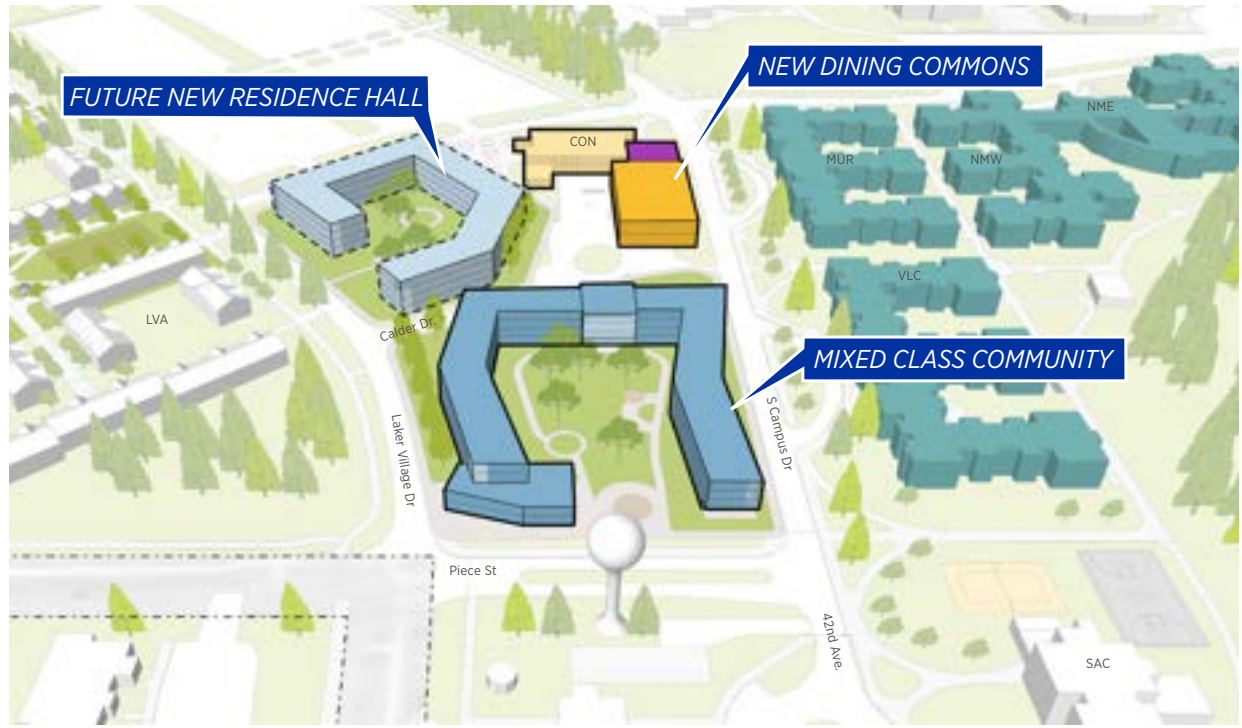 NEW DINING COMMONS
FUTURE NEW RESIDENCE HALL
NME
CON
MUR
NMW
VLC
LVA
Calder Dr.
MIXED CLASS COMMUNITY
S Campus Dr
Laker Village Dr
Piece St
42nd Ave.
SAC